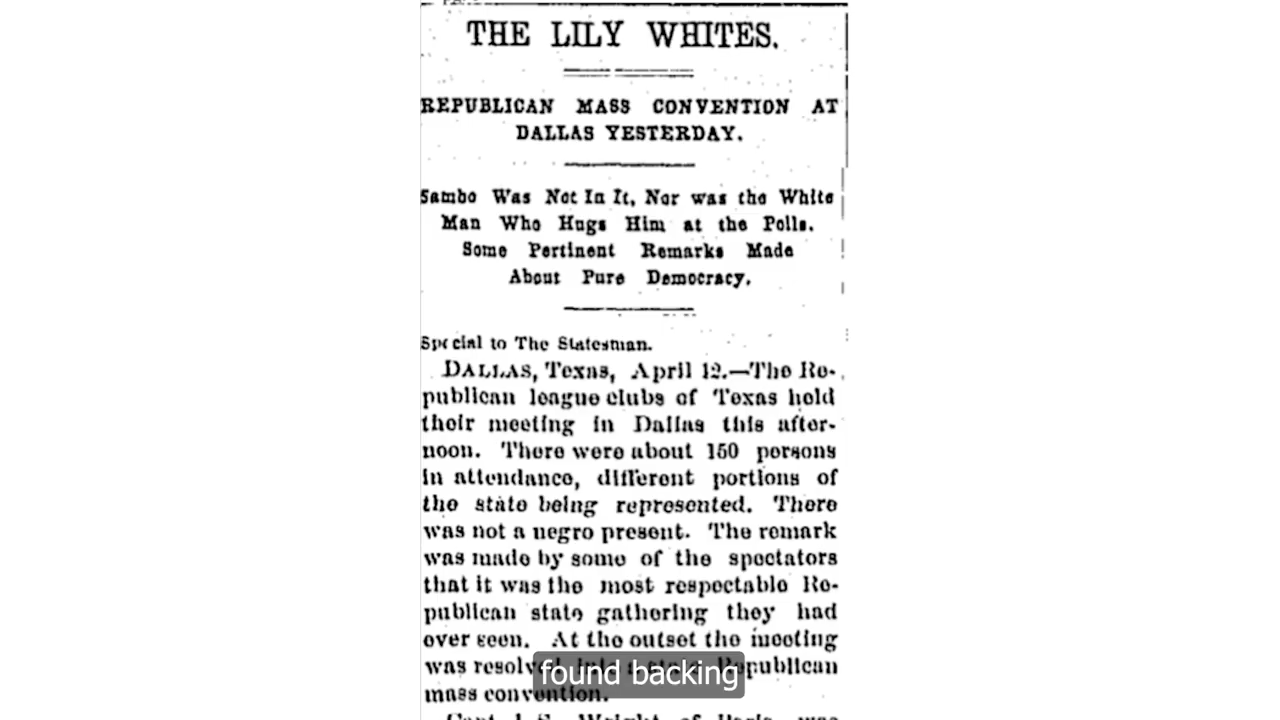 THE LILY WHITES.
REPUBLICAN MASS CONVENTION AT
DALLAS YESTERDAY.
Sambo Was Not In It, Nor was the White
Man Who Hugs Him at the Polls.
Some Pertinent Remarks Made
About Pure Democracy.
Special to The Statesman.
DALLAS, Texas, April 12.—The Re-
publican league clubs of Texas held
their meeting in Dallas this after-
noon. There were about 150 persons
in attendance, different portions of
the state being represented. There
was not a negro present. The remark
was made by some of the spectators
that it was the most respectable Re-
publican state gathering they had
ever seen. At the outset the meeting
was resolved Republican
mass convention.
found backing